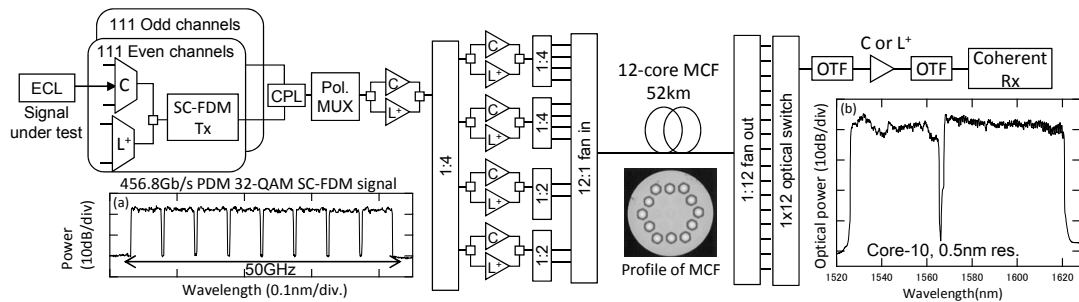 111 Odd channels
111 Even channels
ECL
Signal
under test
C
L⁺
SC-FDM
Tx
CPL
Pol.
MUX
C
L⁺
1:4
C
L⁺
1:4
C
L⁺
1:4
C
L⁺
1:2
C
L⁺
1:2
12:1 fan in
12-core MCF
52km
Profile of MCF
1:12 fan out
1x12 optical switch
OTF
C or L⁺
OTF
Coherent
Rx
456.8Gb/s PDM 32-QAM SC-FDM signal
(a)
Power
(10dB/div)
50GHz
Wavelength (0.1nm/div.)
(b)
Optical power (10dB/div)
Core-10, 0.5nm res.
1520 1540 1560 1580 1600 1620
Wavelength(nm)